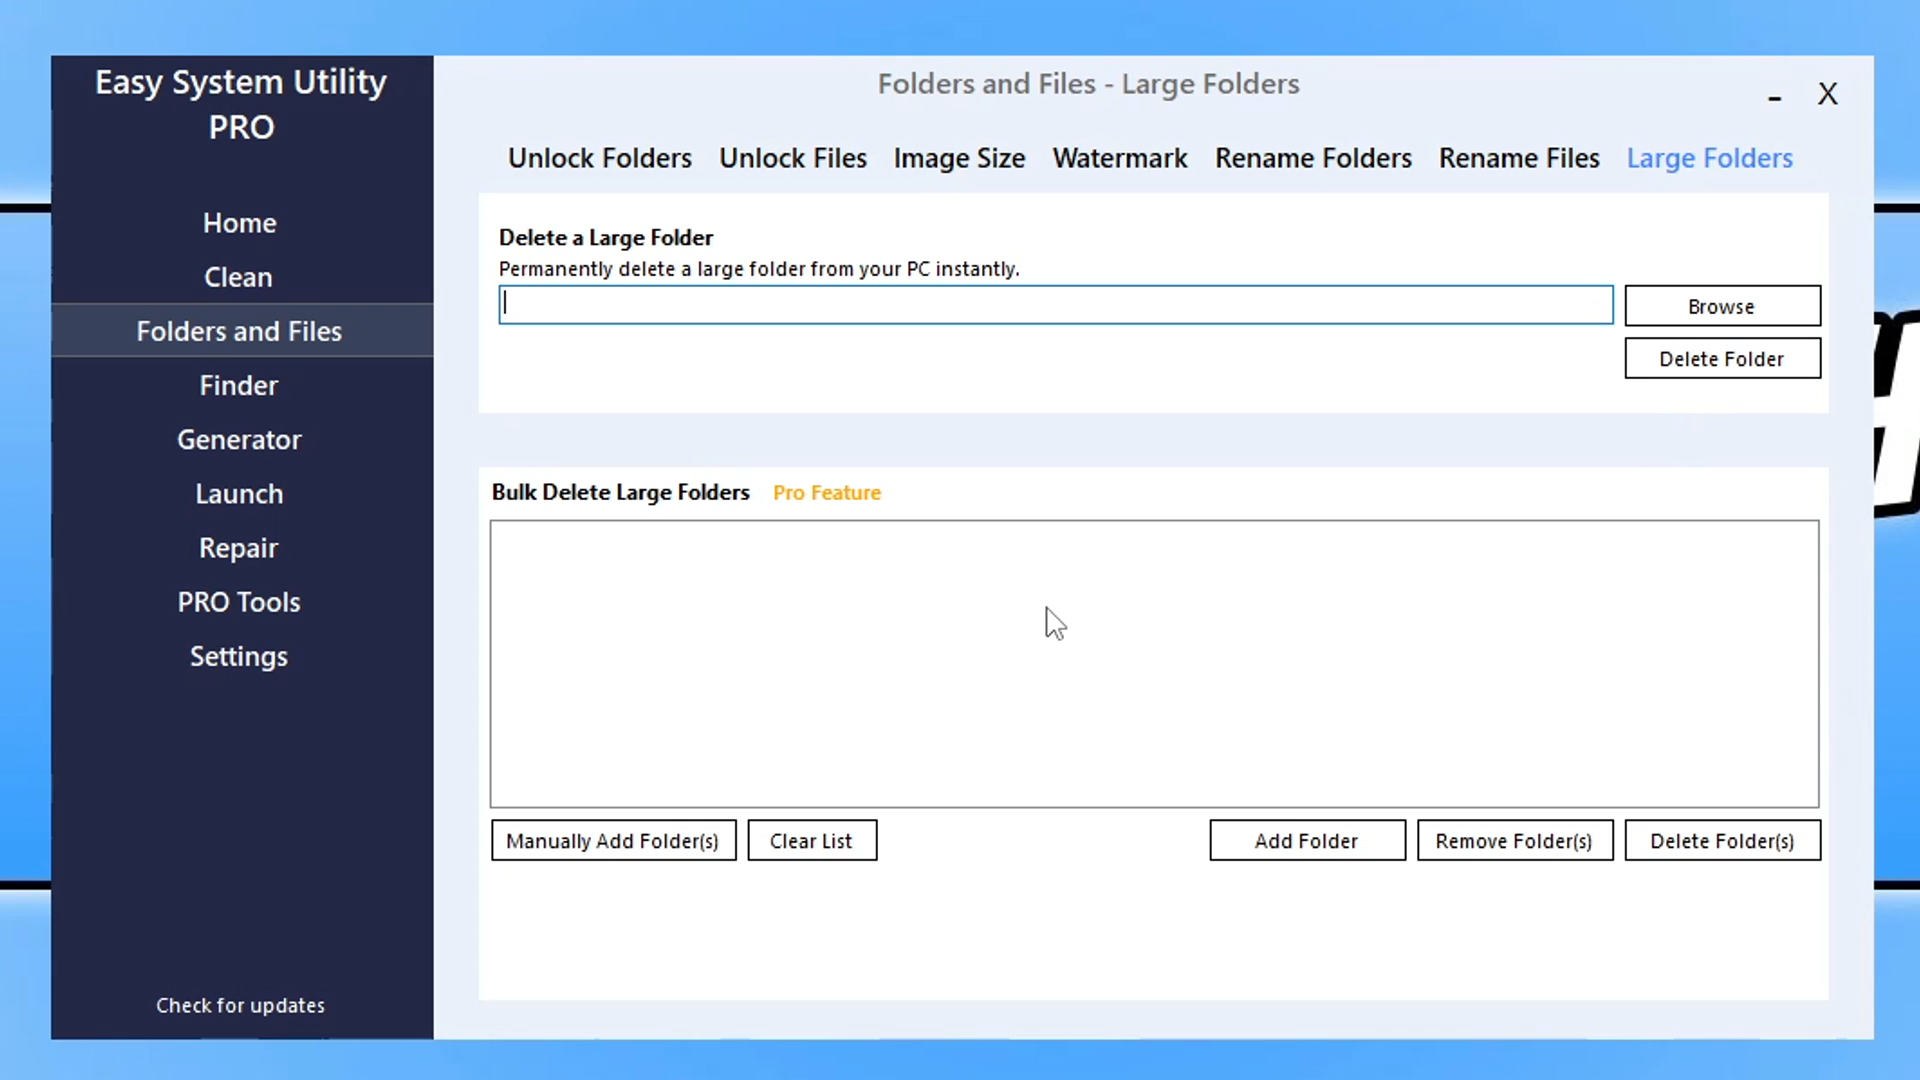 Easy System Utility
PRO
Home
Clean
Folders and Files
Finder
Generator
Launch
Repair
PRO Tools
Settings
Check for updates
Folders and Files - Large Folders
- X
Unlock Folders Unlock Files Image Size Watermark Rename Folders Rename Files Large Folders
Delete a Large Folder
Permanently delete a large folder from your PC instantly.
Browse
Delete Folder
Bulk Delete Large Folders Pro Feature
Manually Add Folder(s) Clear List Add Folder Remove Folder(s) Delete Folder(s)